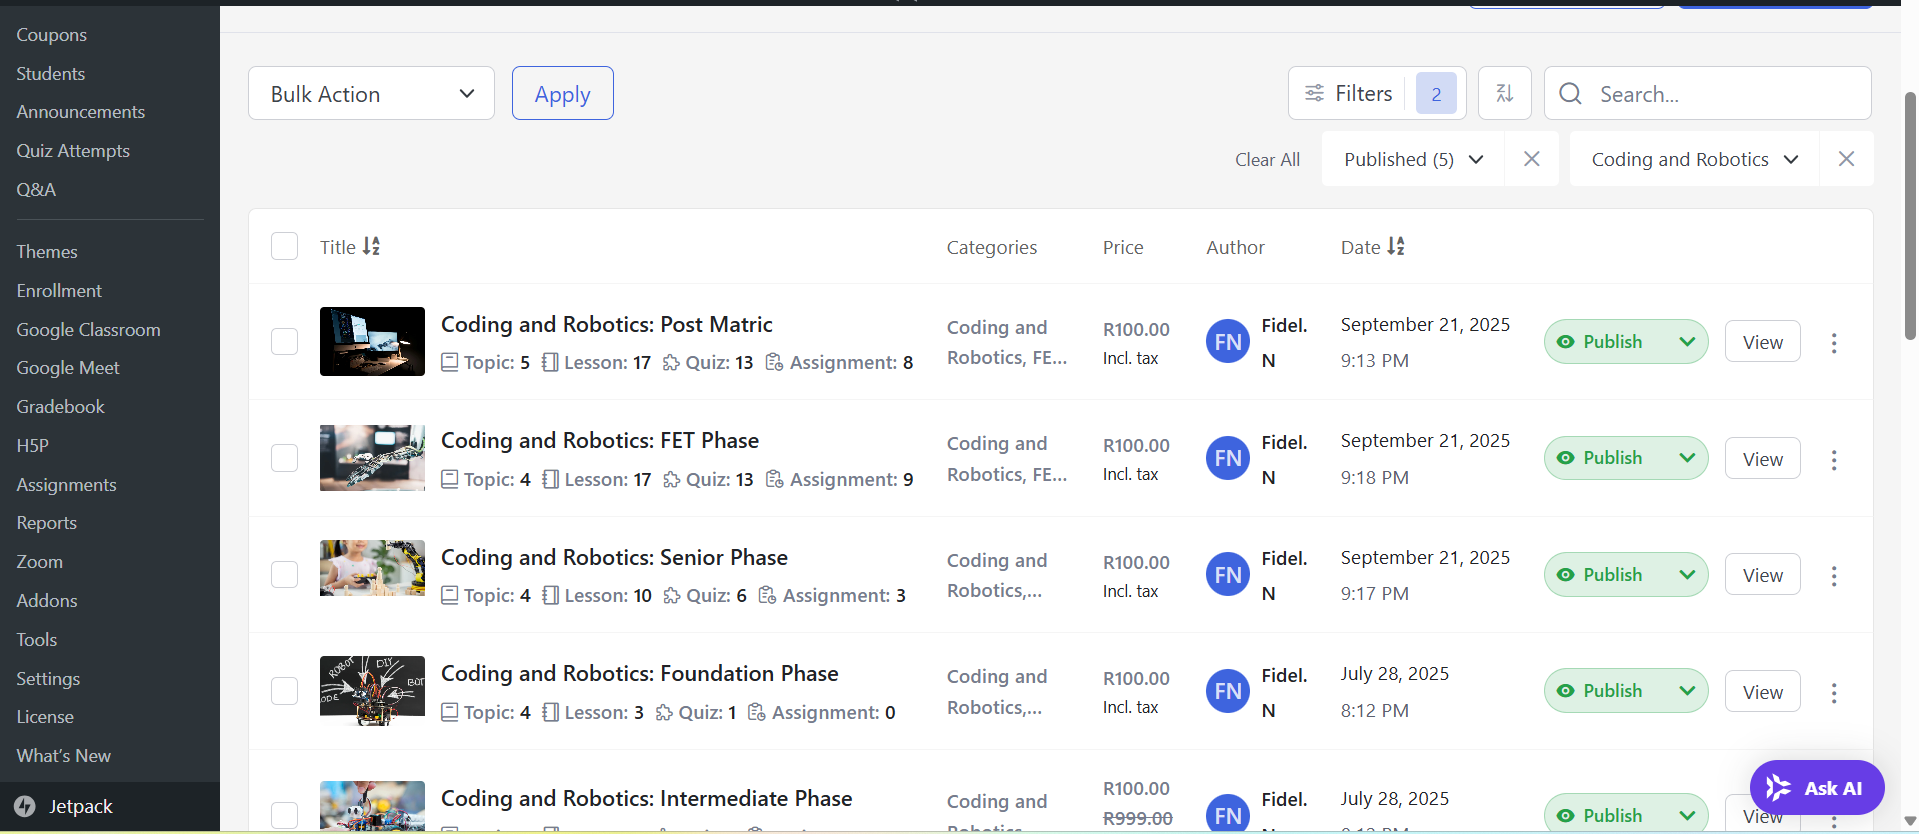 Coupons
Students
Announcements
Quiz Attempts
Q&A
Themes
Enrollment
Google Classroom
Google Meet
Gradebook
H5P
Assignments
Reports
Zoom
Addons
Tools
Settings
License
What's New
Jetpack
Bulk Action
Apply
Filters 2
Search...
Clear All
Published (5)
Coding and Robotics
Title
Categories
Price
Author
Date
Coding and Robotics: Post Matric
Topic: 5 Lesson: 17 Quiz: 13 Assignment: 8
Coding and
Robotics, FE...
R100.00
Incl. tax
FN
Fidel.
N
September 21, 2025
9:13 PM
Publish
View
Coding and Robotics: FET Phase
Topic: 4 Lesson: 17 Quiz: 13 Assignment: 9
Coding and
Robotics, FE...
R100.00
Incl. tax
FN
Fidel.
N
September 21, 2025
9:18 PM
Publish
View
Coding and Robotics: Senior Phase
Topic: 4 Lesson: 10 Quiz: 6 Assignment: 3
Coding and
Robotics,...
R100.00
Incl. tax
FN
Fidel.
N
September 21, 2025
9:17 PM
Publish
View
ROBOT
DIY
BOT
Coding and Robotics: Foundation Phase
Topic: 4 Lesson: 3 Quiz: 1 Assignment: 0
Coding and
Robotics,...
R100.00
Incl. tax
FN
Fidel.
N
July 28, 2025
8:12 PM
Publish
View
Coding and Robotics: Intermediate Phase
Coding and
R100.00
R999.00
FN
Fidel.
July 28, 2025
Publish
View
Ask AI